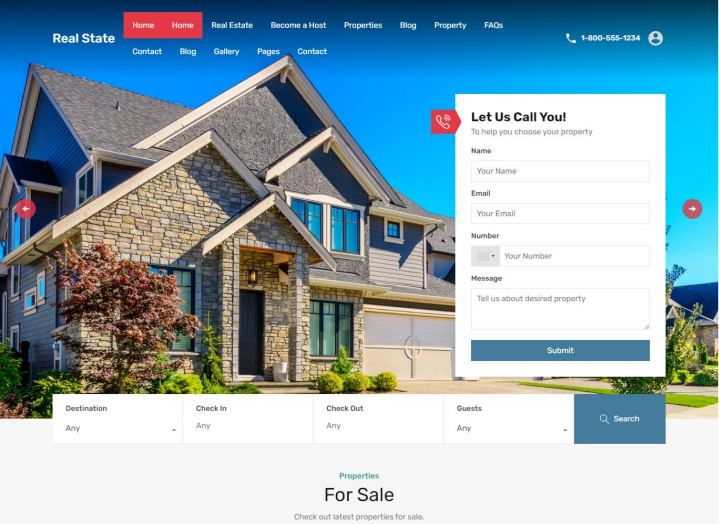 Real State
Home Home Real Estate Become a Host Properties Blog Property FAQs
Contact Blog Gallery Pages Contact
1-800-555-1234
Let Us Call You!
To help you choose your property
Name
Your Name
Email
Your Email
Number
Your Number
Message
Tell us about desired property
Submit
Destination Check In Check Out Guests
Any Any Any Any
Search
Properties
For Sale
Check out latest properties for sale.